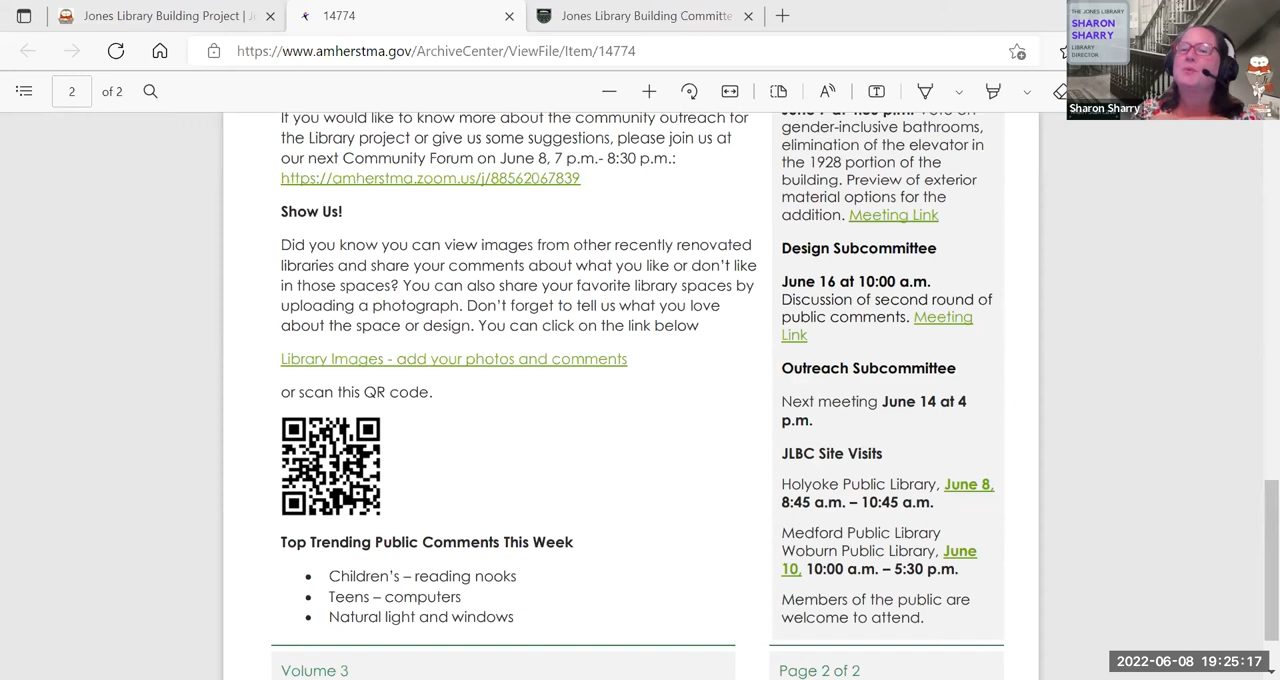 Jones Library Building Project | J
14774
Jones Library Building Committe
https://www.amherstma.gov/ArchiveCenter/ViewFile/Item/14774
2 of 2
THE JONES LIBRARY
SHARON
SHARRY
LIBRARY
DIRECTOR
Sharon Sharry
If you would like to know more about the community outreach for
the Library project or give us some suggestions, please join us at
our next Community Forum on June 8, 7 p.m.- 8:30 p.m.:
https://amherstma.zoom.us/j/88562067839
Show Us!
Did you know you can view images from other recently renovated
libraries and share your comments about what you like or don't like
in those spaces? You can also share your favorite library spaces by
uploading a photograph. Don't forget to tell us what you love
about the space or design. You can click on the link below
Library Images - add your photos and comments
or scan this QR code.
Top Trending Public Comments This Week
• Children's – reading nooks
• Teens – computers
• Natural light and windows
Volume 3
gender-inclusive bathrooms,
elimination of the elevator in
the 1928 portion of the
building. Preview of exterior
material options for the
addition. Meeting Link
Design Subcommittee
June 16 at 10:00 a.m.
Discussion of second round of
public comments. Meeting
Link
Outreach Subcommittee
Next meeting June 14 at 4
p.m.
JLBC Site Visits
Holyoke Public Library, June 8,
8:45 a.m. – 10:45 a.m.
Medford Public Library
Woburn Public Library, June
10, 10:00 a.m. – 5:30 p.m.
Members of the public are
welcome to attend.
Page 2 of 2
2022-06-08 19:25:17